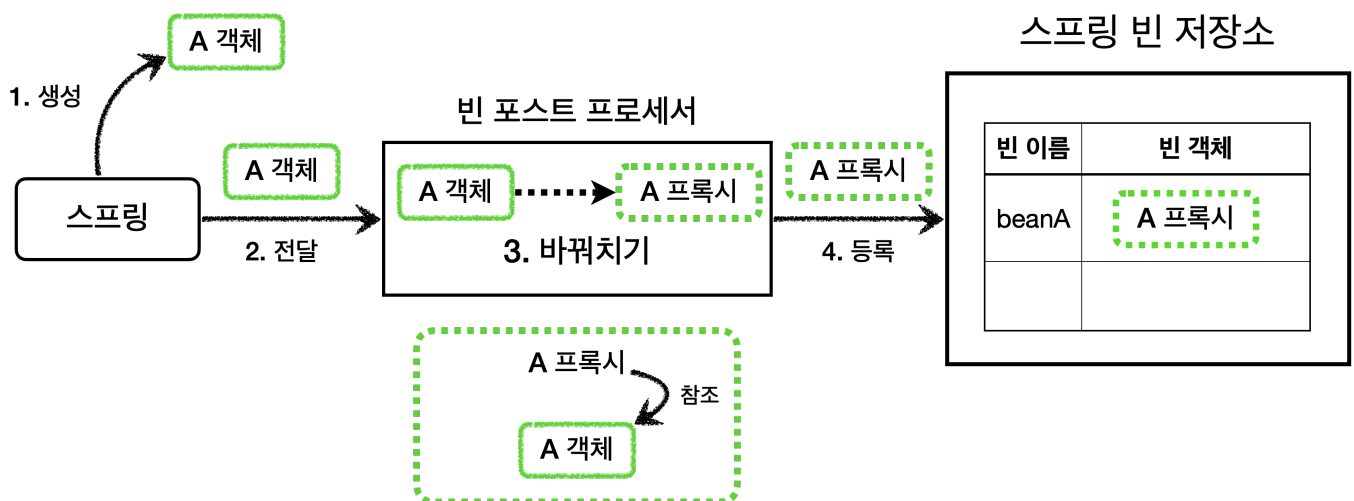 스프링 빈 저장소
A 객체
1. 생성
빈 포스트 프로세서
빈 이름
빈 객체
A 객체
A 객체
A 프록시
A 프록시
스프링
beanA
A 프록시
2. 전달
3. 바꿔치기
4. 등록
A 프록시
참조
A 객체